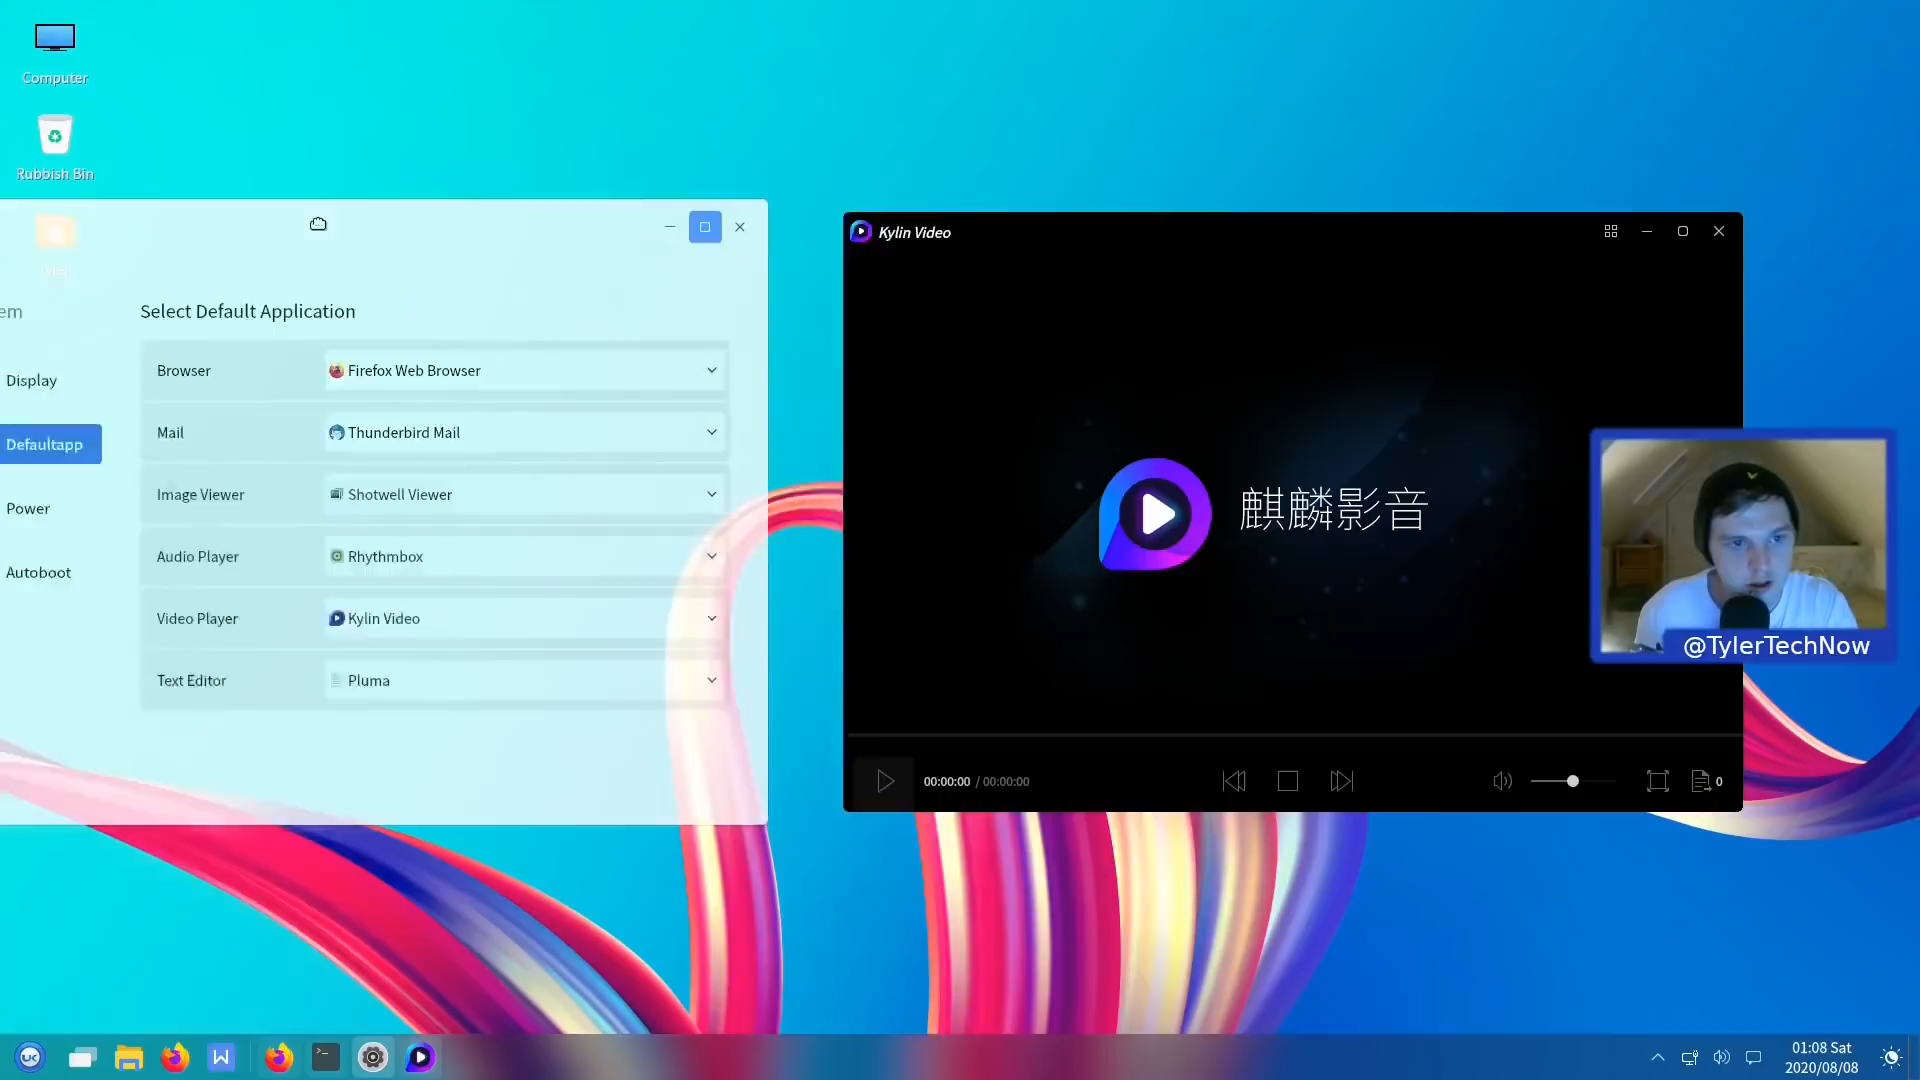 Computer
Rubbish Bin
em
Select Default Application
Browser
Firefox Web Browser
Display
Mail
Thunderbird Mail
Defaultapp
Image Viewer
Shotwell Viewer
Power
Audio Player
Rhythmbox
Autoboot
Video Player
Kylin Video
Text Editor
Pluma
Kylin Video
麒麟影音
00:00:00 / 00:00:00
0
@TylerTechNow
UK
W
01:08 Sat
2020/08/08